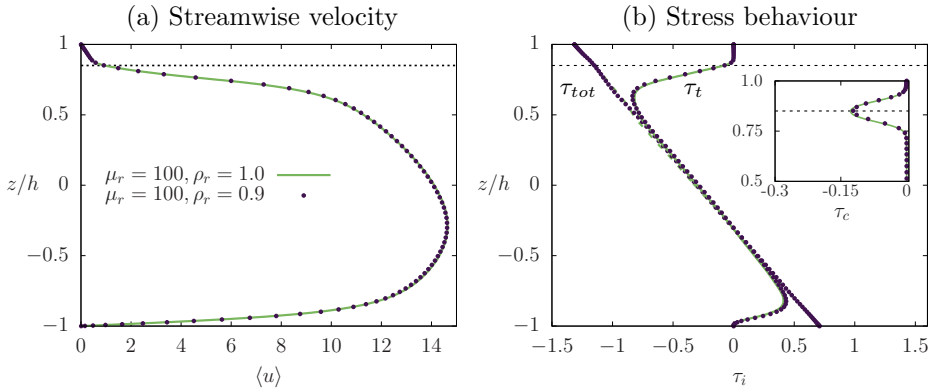 (a) Streamwise velocity
(b) Stress behaviour
1
0.5
0
−0.5
−1
z/h
μr = 100, ρr = 1.0
μr = 100, ρr = 0.9
0 2 4 6 8 10 12 14
⟨u⟩
1
0.5
0
−0.5
−1
z/h
τtot
τt
1.0
0.75
0.5
−0.3 −0.15 0
τc
−1.5 −1 −0.5 0 0.5 1 1.5
τi